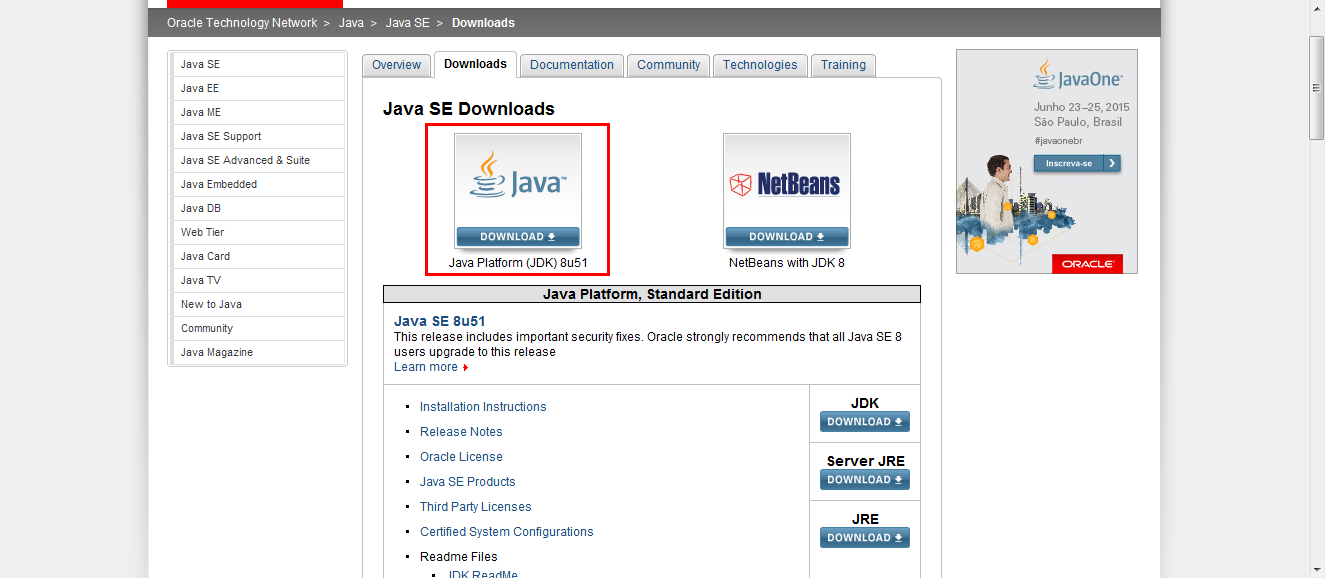 Oracle Technology Network > Java > Java SE > Downloads
Java SE
Java EE
Java ME
Java SE Support
Java SE Advanced & Suite
Java Embedded
Java DB
Web Tier
Java Card
Java TV
New to Java
Community
Java Magazine
Overview Downloads Documentation Community Technologies Training
Java SE Downloads
Java™
DOWNLOAD
Java Platform (JDK) 8u51
NetBeans
DOWNLOAD
NetBeans with JDK 8
Java Platform, Standard Edition
Java SE 8u51
This release includes important security fixes. Oracle strongly recommends that all Java SE 8
users upgrade to this release
Learn more
Installation Instructions
Release Notes
Oracle License
Java SE Products
Third Party Licenses
Certified System Configurations
Readme Files
JDK ReadMe
JDK
DOWNLOAD
Server JRE
DOWNLOAD
JRE
DOWNLOAD
JavaOne™
Junho 23–25, 2015
São Paulo, Brasil
#javaonebr
Inscreva-se
ORACLE